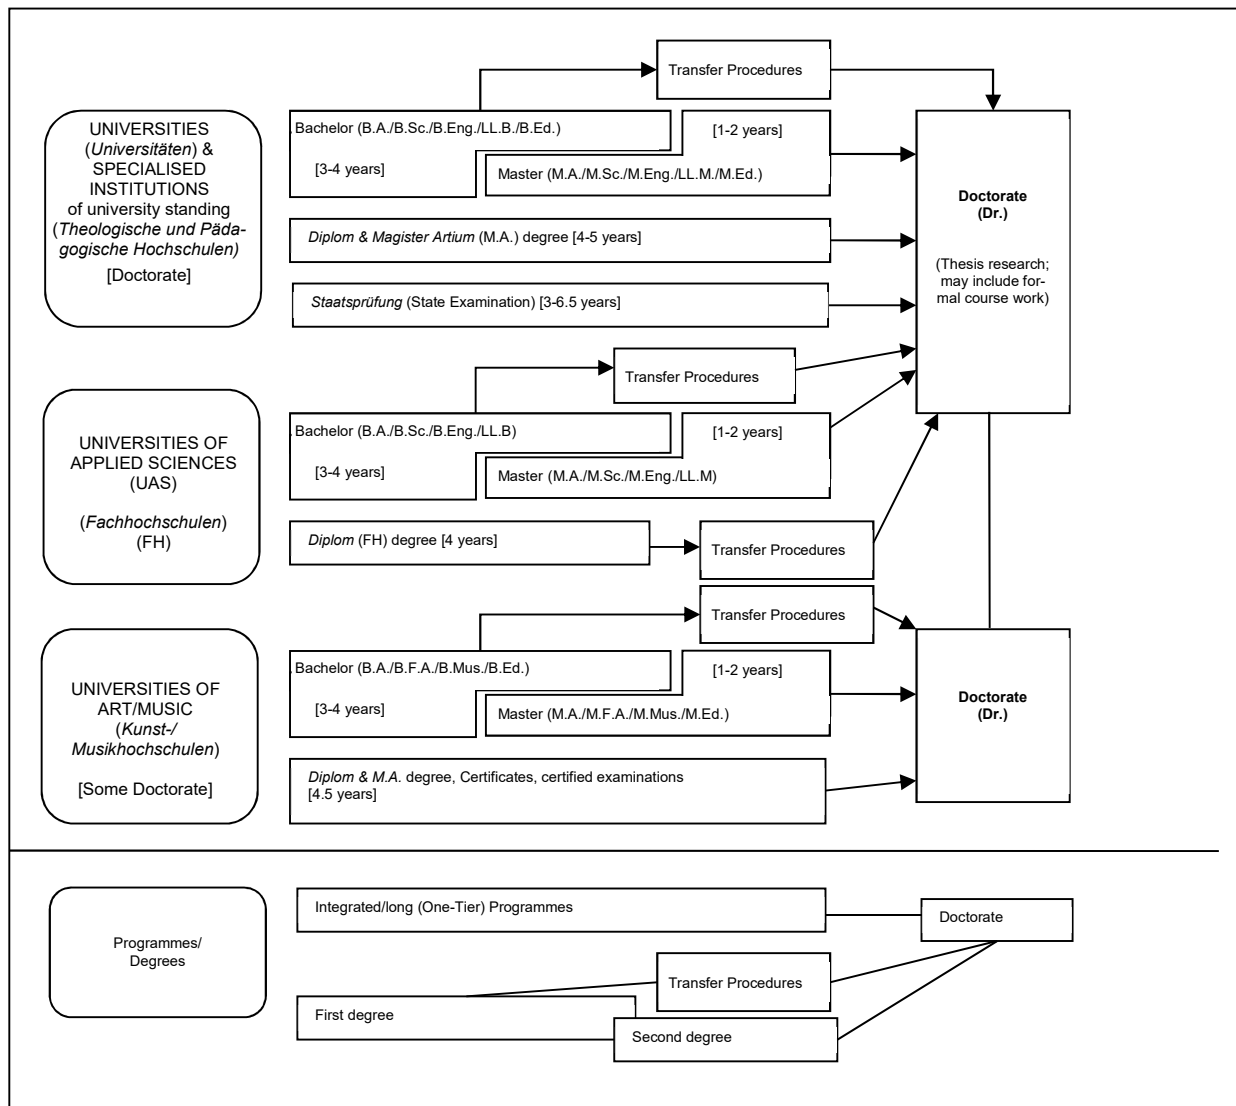 Transfer Procedures
UNIVERSITIES
(Universitäten) &
SPECIALISED
INSTITUTIONS
of university standing
(Theologische und Päda-
gogische Hochschulen)
[Doctorate]
Bachelor (B.A./B.Sc./B.Eng./LL.B./B.Ed.)
[3-4 years]
[1-2 years]
Master (M.A./M.Sc./M.Eng./LL.M./M.Ed.)
Diplom & Magister Artium (M.A.) degree [4-5 years]
Staatsprüfung (State Examination) [3-6.5 years]
Doctorate
(Dr.)
(Thesis research;
may include for-
mal course work)
Transfer Procedures
UNIVERSITIES OF
APPLIED SCIENCES
(UAS)
(Fachhochschulen)
(FH)
Bachelor (B.A./B.Sc./B.Eng./LL.B)
[3-4 years]
[1-2 years]
Master (M.A./M.Sc./M.Eng./LL.M)
Diplom (FH) degree [4 years]
Transfer Procedures
Transfer Procedures
UNIVERSITIES OF
ART/MUSIC
(Kunst-/
Musikhochschulen)
[Some Doctorate]
Bachelor (B.A./B.F.A./B.Mus./B.Ed.)
[3-4 years]
[1-2 years]
Master (M.A./M.F.A./M.Mus./M.Ed.)
Diplom & M.A. degree, Certificates, certified examinations
[4.5 years]
Doctorate
(Dr.)
Programmes/
Degrees
Integrated/long (One-Tier) Programmes
Doctorate
Transfer Procedures
First degree
Second degree